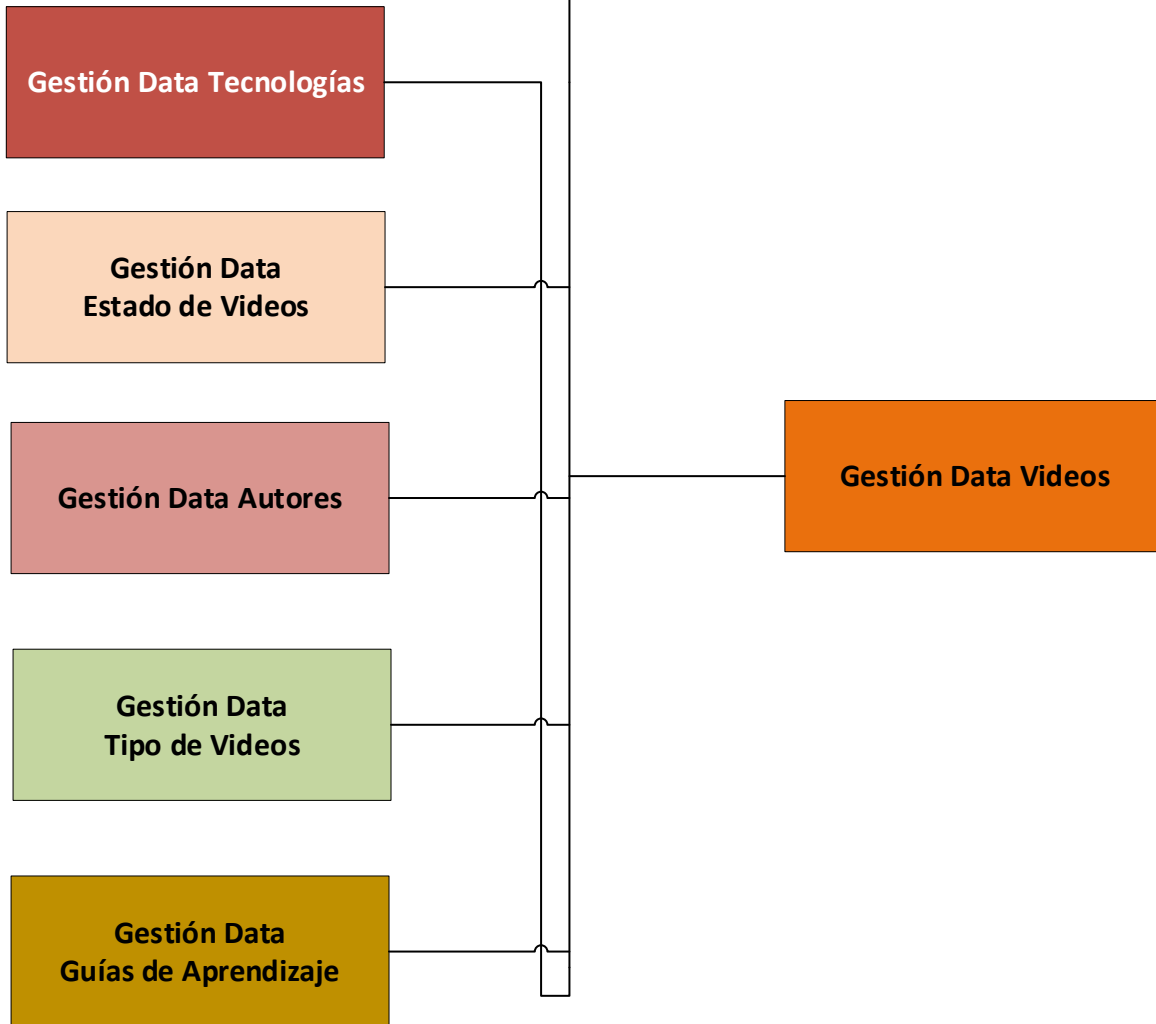 Gestión Data Tecnologías
Gestión Data
Estado de Videos
Gestión Data Autores
Gestión Data Videos
Gestión Data
Tipo de Videos
Gestión Data
Guías de Aprendizaje